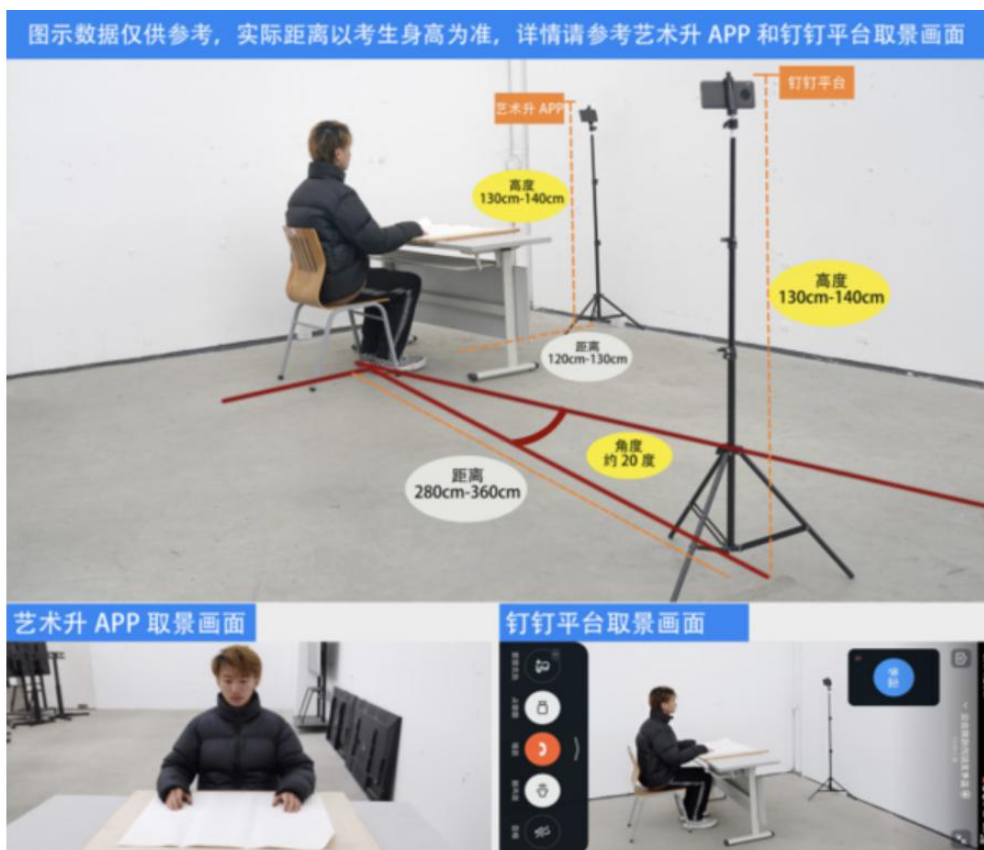 图示数据仅供参考，实际距离以考生身高为准，详情请参考艺术升 APP 和钉钉平台取景画面
艺术升 APP
钉钉平台
高度
130cm-140cm
高度
130cm-140cm
距离
120cm-130cm
角度
约 20 度
距离
280cm-360cm
艺术升 APP 取景画面
钉钉平台取景画面